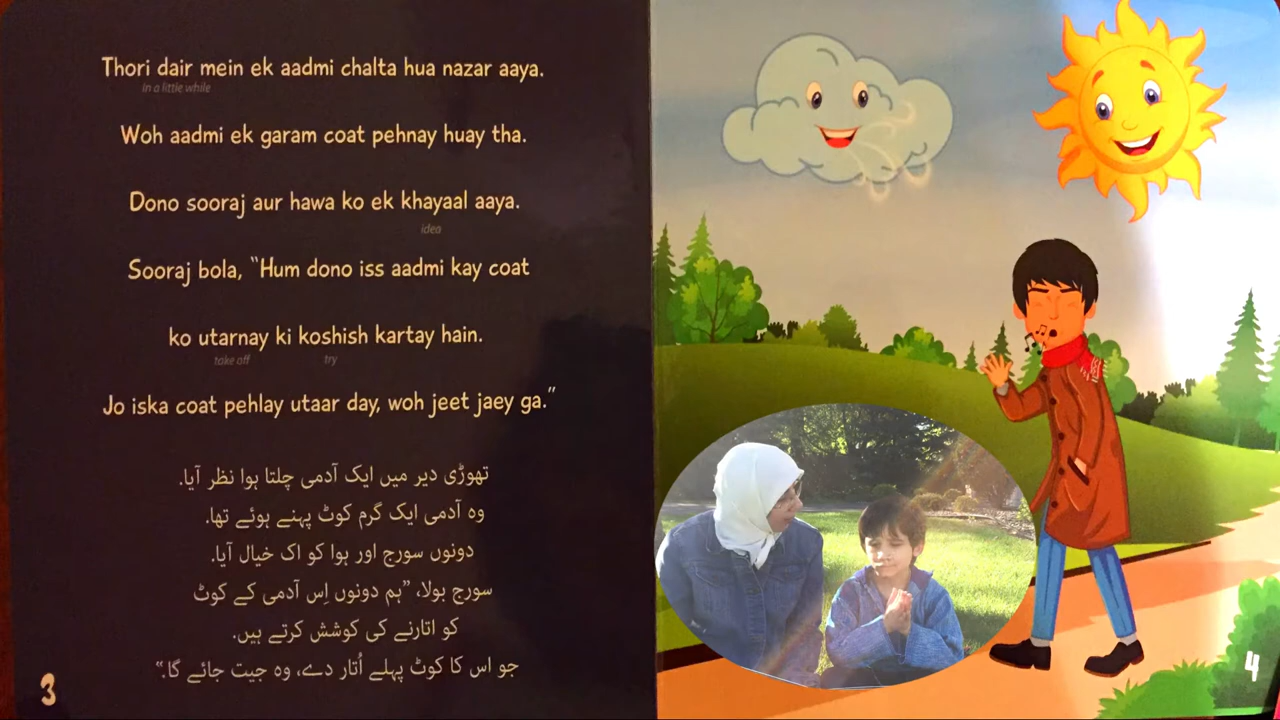 Thori dair mein ek aadmi chalta hua nazar aaya.
in a little while
Woh aadmi ek garam coat pehnay huay tha.
Dono sooraj aur hawa ko ek khayaal aaya.
idea
Sooraj bola, “Hum dono iss aadmi kay coat
ko utarnay ki koshish kartay hain.
take off try
Jo iska coat pehlay utaar day, woh jeet jaey ga.”
تھوڑی دیر میں ایک آدمی چلتا ہوا نظر آیا.
وہ آدمی ایک گرم کوٹ پہنے ہوئے تھا.
دونوں سورج اور ہوا کو اک خیال آیا.
سورج بولا، ”ہم دونوں اِس آدمی کے کوٹ
کو اتارنے کی کوشش کرتے ہیں.
جو اس کا کوٹ پہلے اُتار دے، وہ جیت جائے گا.“
3
4